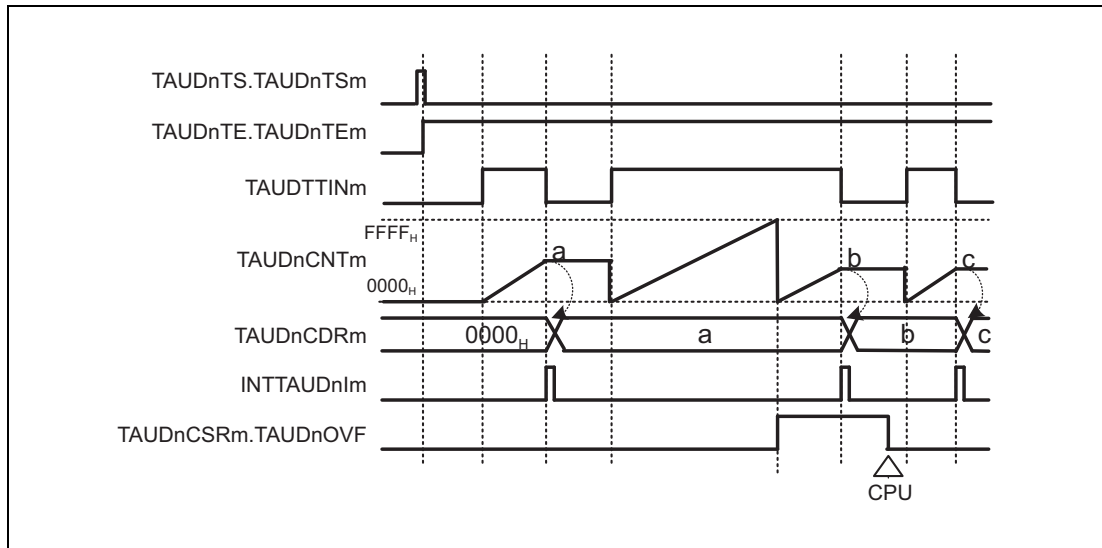 TAUDnTS.TAUDnTSm
TAUDnTE.TAUDnTEm
TAUDTTINm
FFFFH
TAUDnCNTm
0000H
a
b
c
TAUDnCDRm
0000H
a
b
c
INTTAUDnIm
TAUDnCSRm.TAUDnOVF
CPU